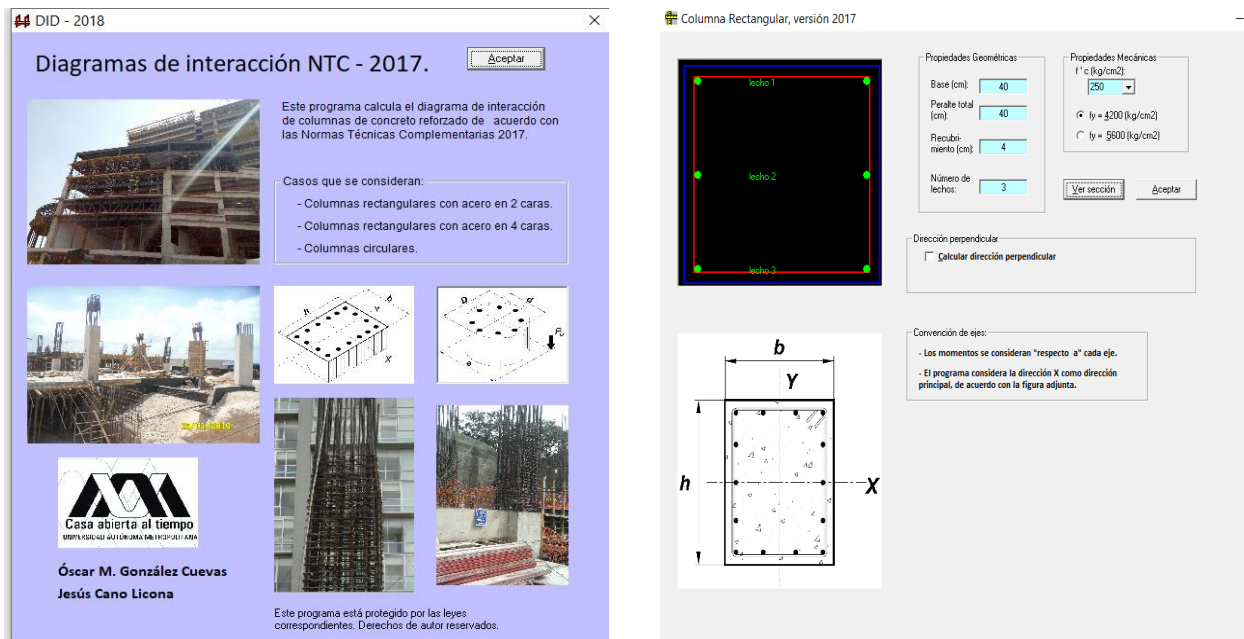 DID - 2018
Diagramas de interacción NTC - 2017.
Aceptar
Este programa calcula el diagrama de interacción
de columnas de concreto reforzado de acuerdo con
las Normas Técnicas Complementarias 2017.
Casos que se consideran:
- Columnas rectangulares con acero en 2 caras.
- Columnas rectangulares con acero en 4 caras.
- Columnas circulares.
h
b
Y
X
D
d
Pu
e
Casa abierta al tiempo
UNIVERSIDAD AUTÓNOMA METROPOLITANA
Óscar M. González Cuevas
Jesús Cano Licona
Este programa está protegido por las leyes
correspondientes. Derechos de autor reservados.
Columna Rectangular, versión 2017
lecho 1
lecho 2
lecho 3
Propiedades Geométricas
Base (cm): 40
Peralte total
(cm): 40
Recubri-
miento (cm): 4
Número de
lechos: 3
Propiedades Mecánicas
f ' c (kg/cm2):
250
fy = 4200 (kg/cm2)
fy = 5600 (kg/cm2)
Ver sección
Aceptar
Dirección perpendicular
Calcular dirección perpendicular
Convención de ejes:
- Los momentos se consideran "respecto a" cada eje.
- El programa considera la dirección X como dirección
principal, de acuerdo con la figura adjunta.
b
Y
h
X